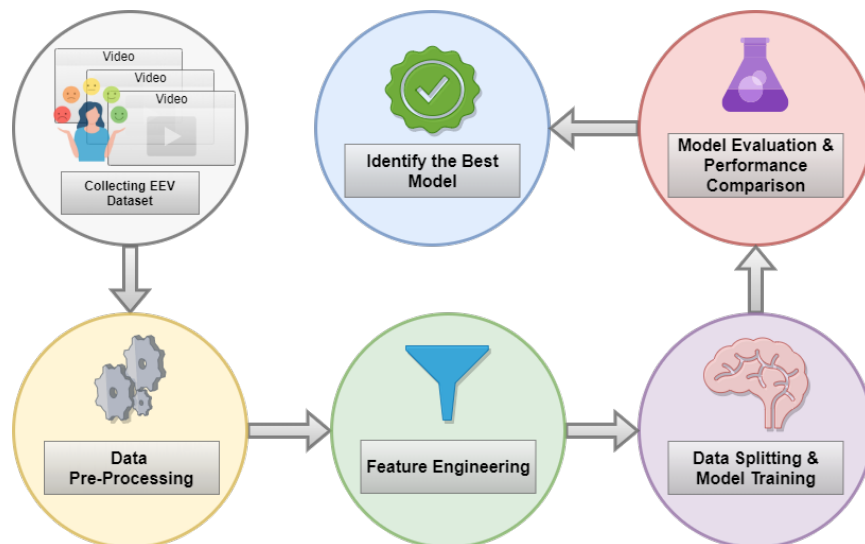 Video
Video
Video
Collecting EEV
Dataset
Identify the Best
Model
Model Evaluation &
Performance
Comparison
Data
Pre-Processing
Feature Engineering
Data Splitting &
Model Training